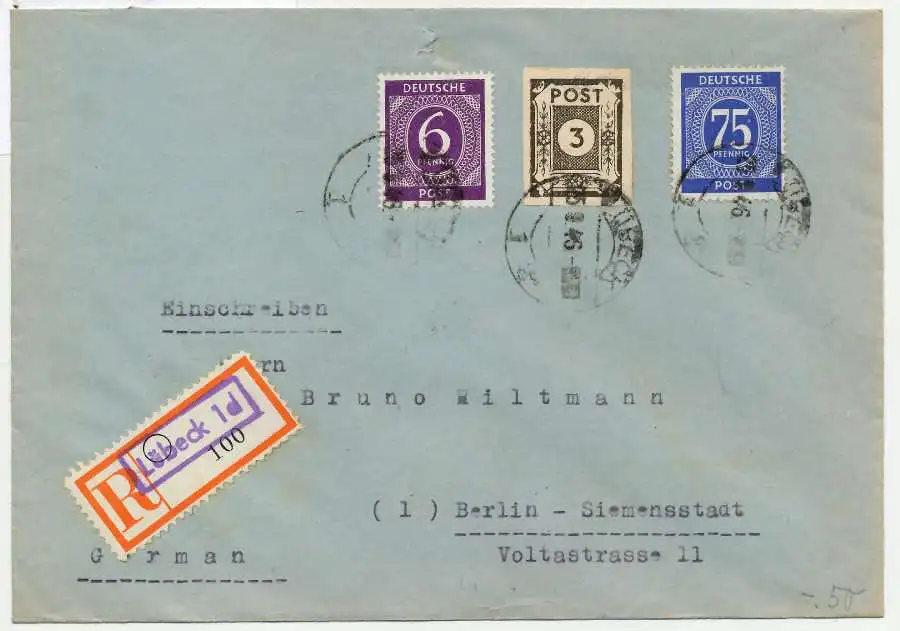 DEUTSCHE
6
PFENNIG
POST
POST
3
DEUTSCHE
75
PFENNIG
POST
LÜBECK
Einschreiben
Bruno Wiltmann
R Lübeck 1d
100
( 1 ) Berlin - Siemensstadt
Voltastrasse 11
German
-.50